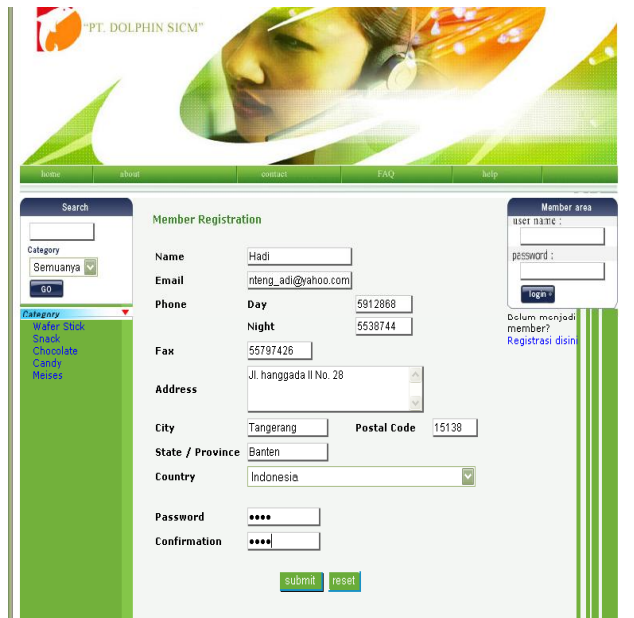 "PT. DOLPHIN SICM"
home about contact FAQ help
Search
Category
Semuanya
GO
Category
Wafer Stick
Snack
Chocolate
Candy
Meises
Member Registration
Name Hadi
Email nteng_adi@yahoo.com
Phone Day 5912868
Night 5538744
Fax 55797426
Address Jl. hanggada II No. 28
City Tangerang Postal Code 15138
State / Province Banten
Country Indonesia
Password ••••
Confirmation ••••
submit reset
Member area
user name :
password :
login
Belum menjadi
member?
Registrasi disini